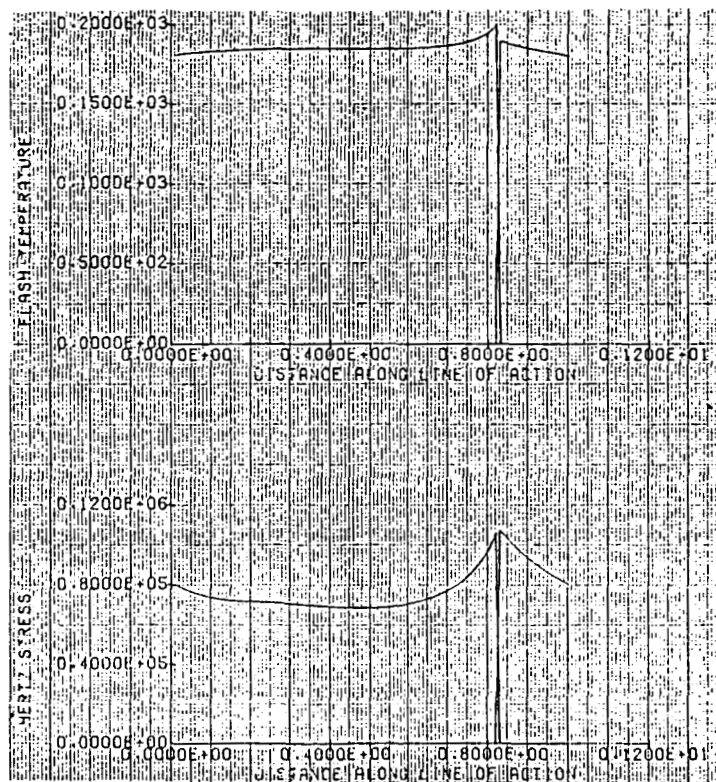 0.2000E+03
0.1500E+03
0.1000E+03
0.5000E+02
0.0000E+00
FLASH TEMPERATURE
0.0000E+00 0.4000E+00 0.8000E+00 0.1200E+01
DISTANCE ALONG LINE OF ACTION
0.1200E+06
0.8000E+05
0.4000E+05
0.0000E+00
HERTZ STRESS
0.0000E+00 0.4000E+00 0.8000E+00 0.1200E+01
DISTANCE ALONG LINE OF ACTION